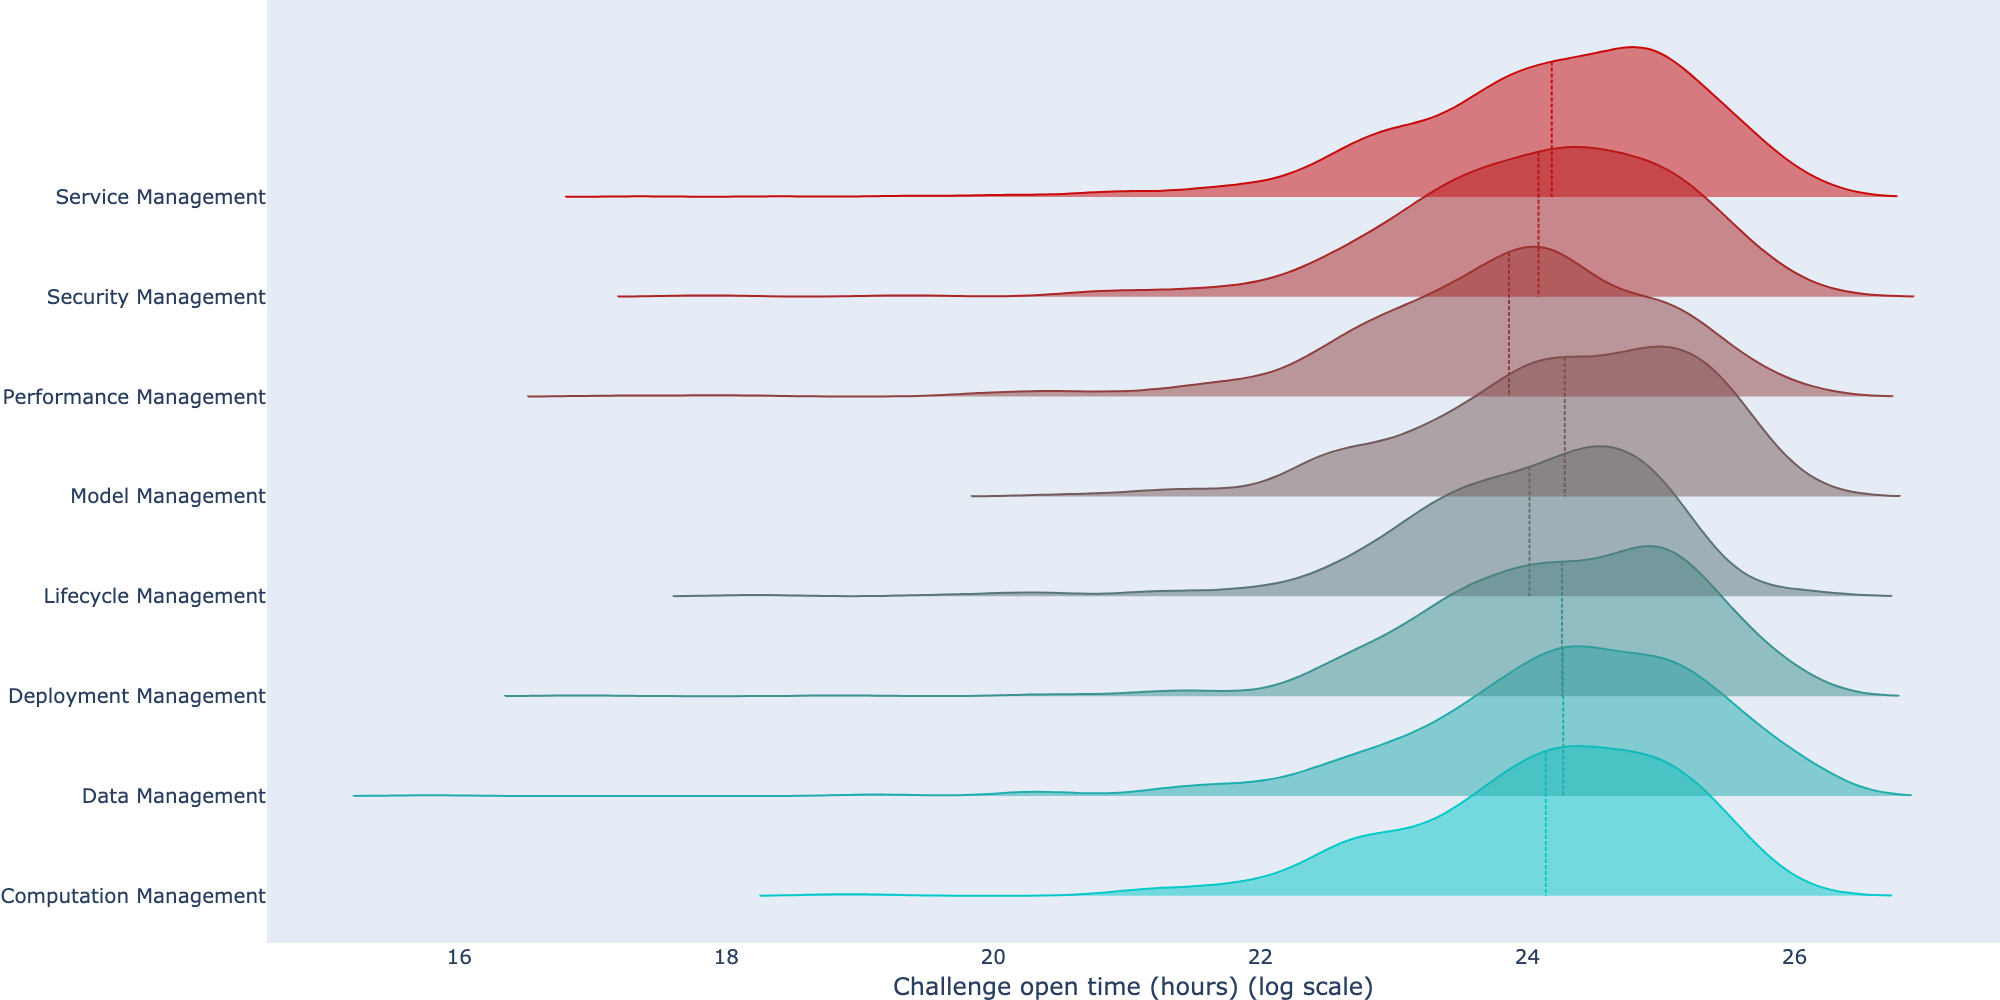 Service Management
Security Management
Performance Management
Model Management
Lifecycle Management
Deployment Management
Data Management
Computation Management
16 18 20 22 24 26
Challenge open time (hours) (log scale)